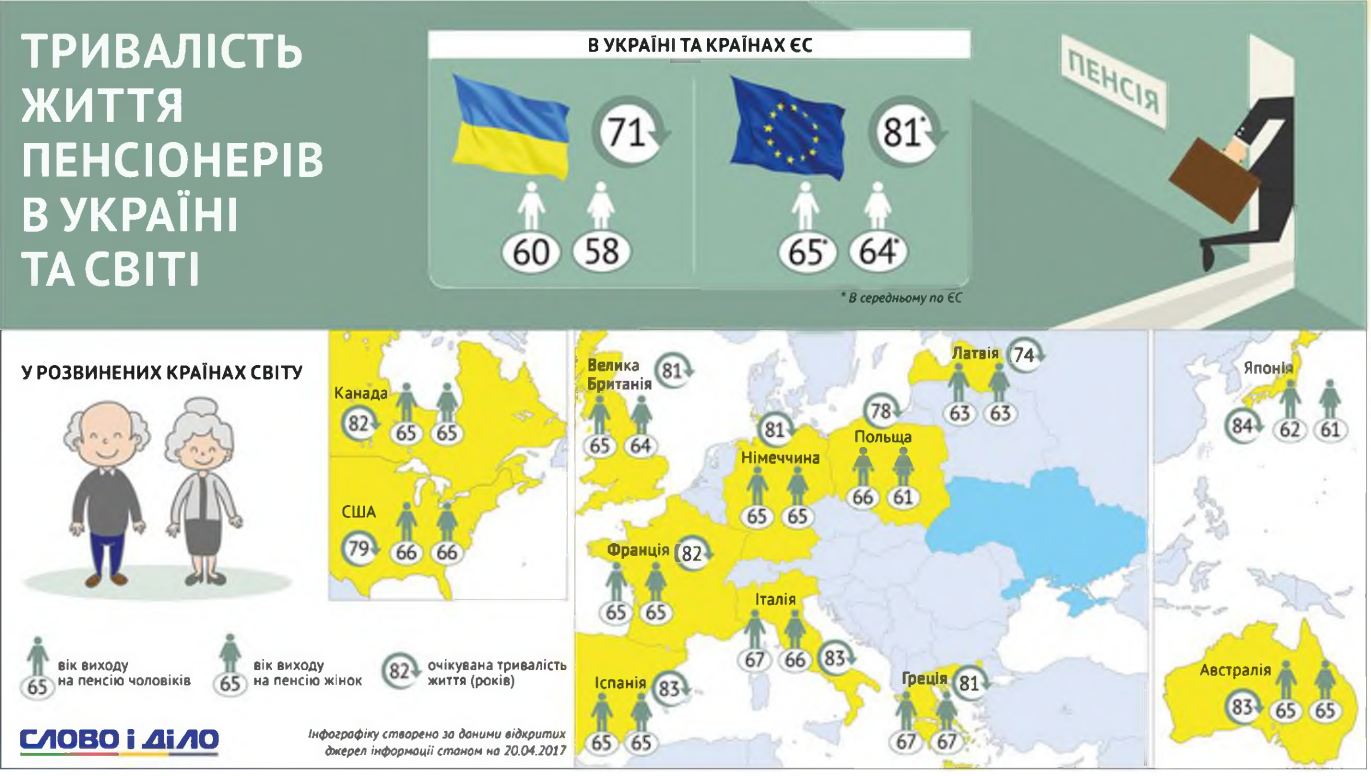 ТРИВАЛІСТЬ
ЖИТТЯ
ПЕНСІОНЕРІВ
В УКРАЇНІ
ТА СВІТІ
В УКРАЇНІ ТА КРАЇНАХ ЄС
71
60
58
81*
65*
64*
* В середньому по ЄС
ПЕНСІЯ
У РОЗВИНЕНИХ КРАЇНАХ СВІТУ
65
вік виходу
на пенсію чоловіків
65
вік виходу
на пенсію жінок
82
очікувана тривалість
життя (років)
СЛОВО і ДІЛО
Інфографіку створено за даними відкритих
джерел інформації станом на 20.04.2017
Канада
82
65
65
США
79
66
66
Велика
Британія
81
65
64
Латвія
74
63
63
81
Німеччина
65
65
78
Польща
66
61
Франція
82
65
65
Італія
67
66
83
Іспанія
83
65
65
Греція
81
67
67
Японія
84
62
61
Австралія
83
65
65